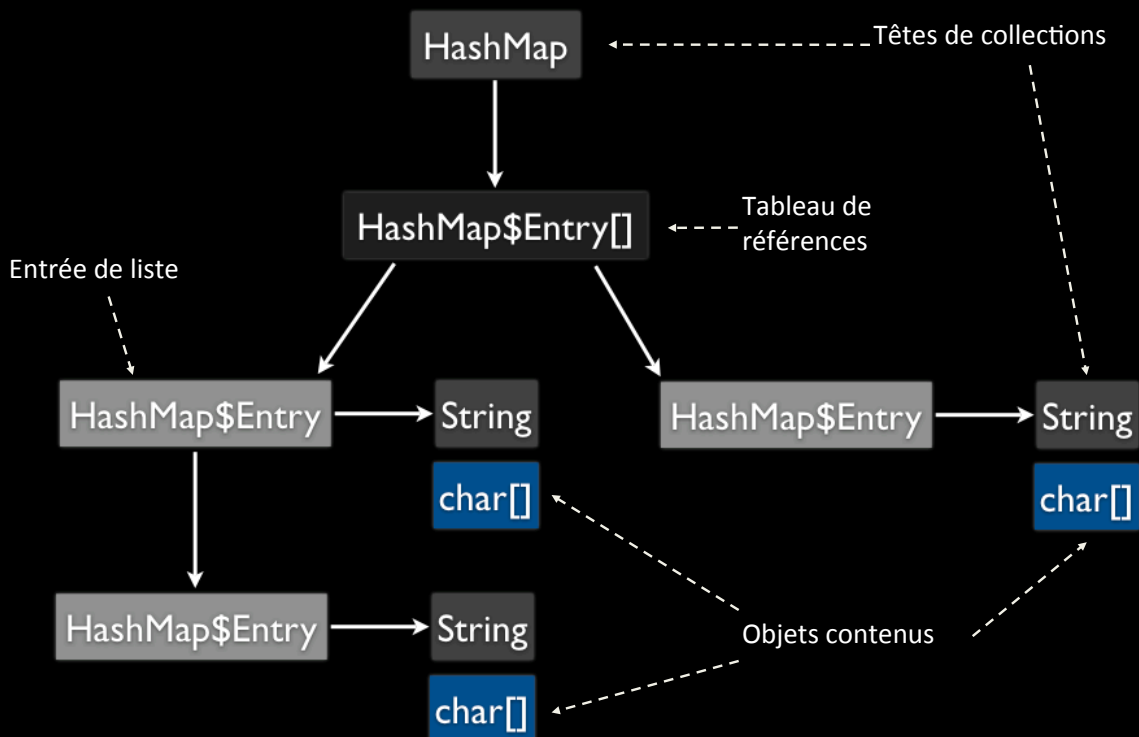 HashMap
Têtes de collections
HashMap$Entry[]
Tableau de
références
Entrée de liste
HashMap$Entry
String
HashMap$Entry
String
char[]
char[]
HashMap$Entry
String
Objets contenus
char[]